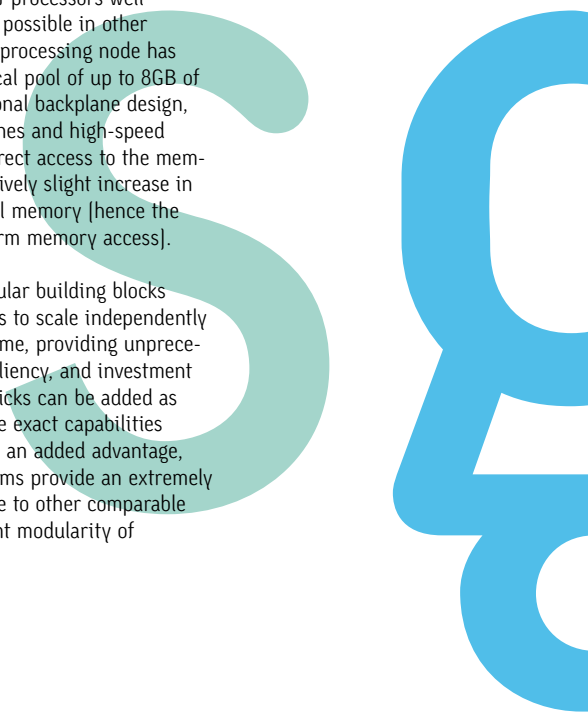 processors well
possible in other
processing node has
cal pool of up to 8GB of
onal backplane design,
nes and high-speed
rect access to the mem-
ively slight increase in
l memory (hence the
rm memory access).
ular building blocks
s to scale independently
me, providing unprece-
liency, and investment
icks can be added as
e exact capabilities
an added advantage,
ms provide an extremely
e to other comparable
nt modularity of
sg